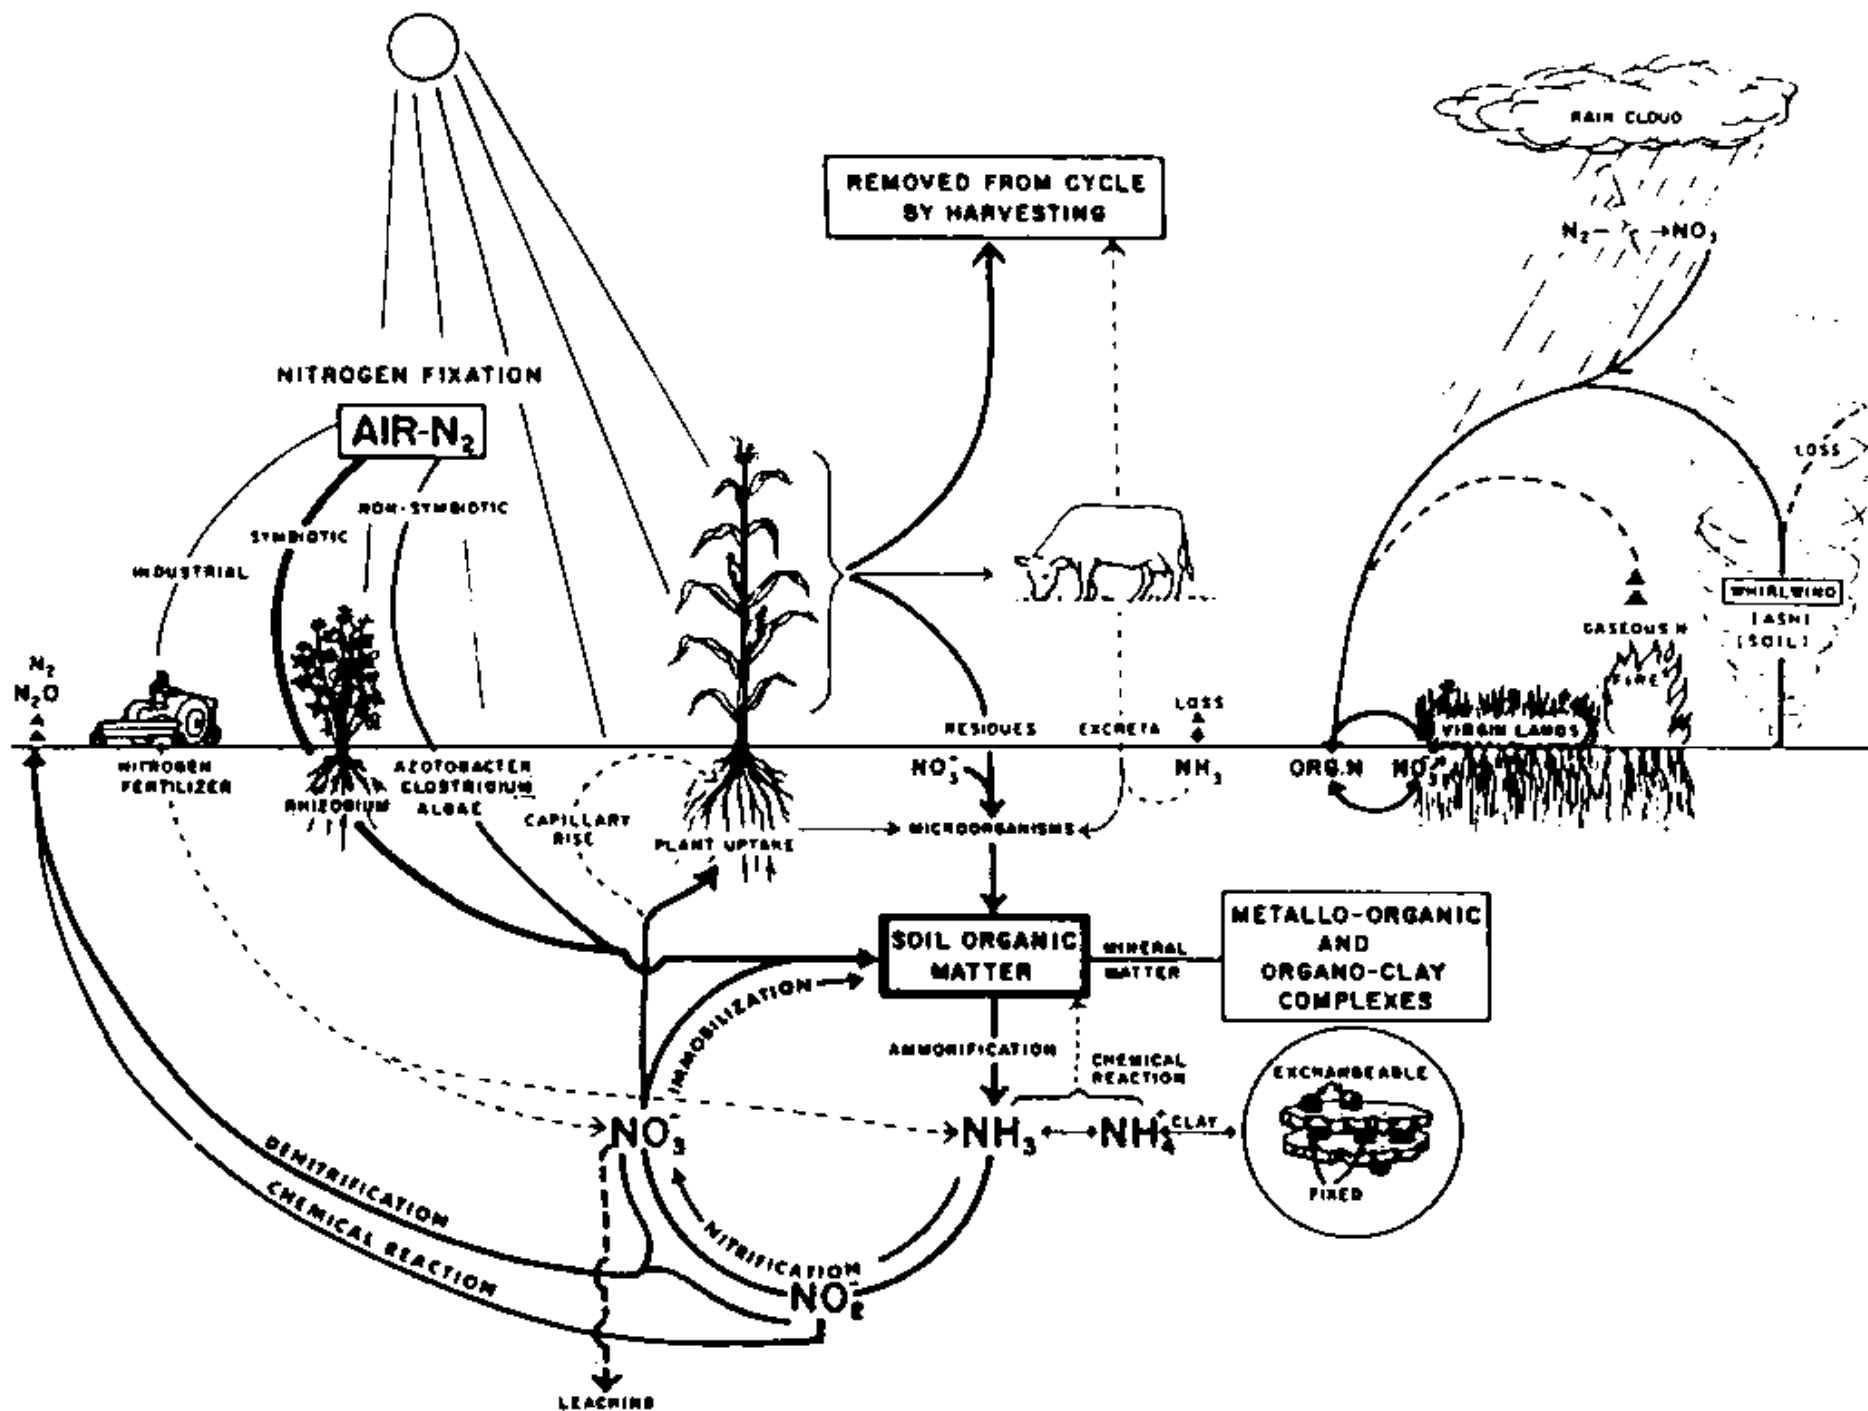 RAIN CLOUD
REMOVED FROM CYCLE
BY HARVESTING
N₂ → NO₃
NITROGEN FIXATION
AIR-N₂
LOSS
NON-SYMBIOTIC
SYMBIOTIC
INDUSTRIAL
WHIRLWIND
(ASH)
(SOIL)
GASEOUS N
FIRE
N₂
N₂O
LOSS
RESIDUES
EXCRETA
VIRGIN LANDS
NITROGEN
FERTILIZER
RHIZOBIUM
AZOTOBACTER
CLOSTRIDIUM
ALGAE
CAPILLARY
RISE
PLANT UPTAKE
NO₃⁻
MICROORGANISMS
NH₃
ORG.N
NO₃⁻
SOIL ORGANIC
MATTER
MINERAL
MATTER
METALLO-ORGANIC
AND
ORGANO-CLAY
COMPLEXES
IMMOBILIZATION
AMMONIFICATION
CHEMICAL
REACTION
EXCHANGEABLE
FIXED
NO₃⁻
NH₃
NH₄⁺
CLAY
DENITRIFICATION
CHEMICAL REACTION
NITRIFICATION
NO₂⁻
LEACHING